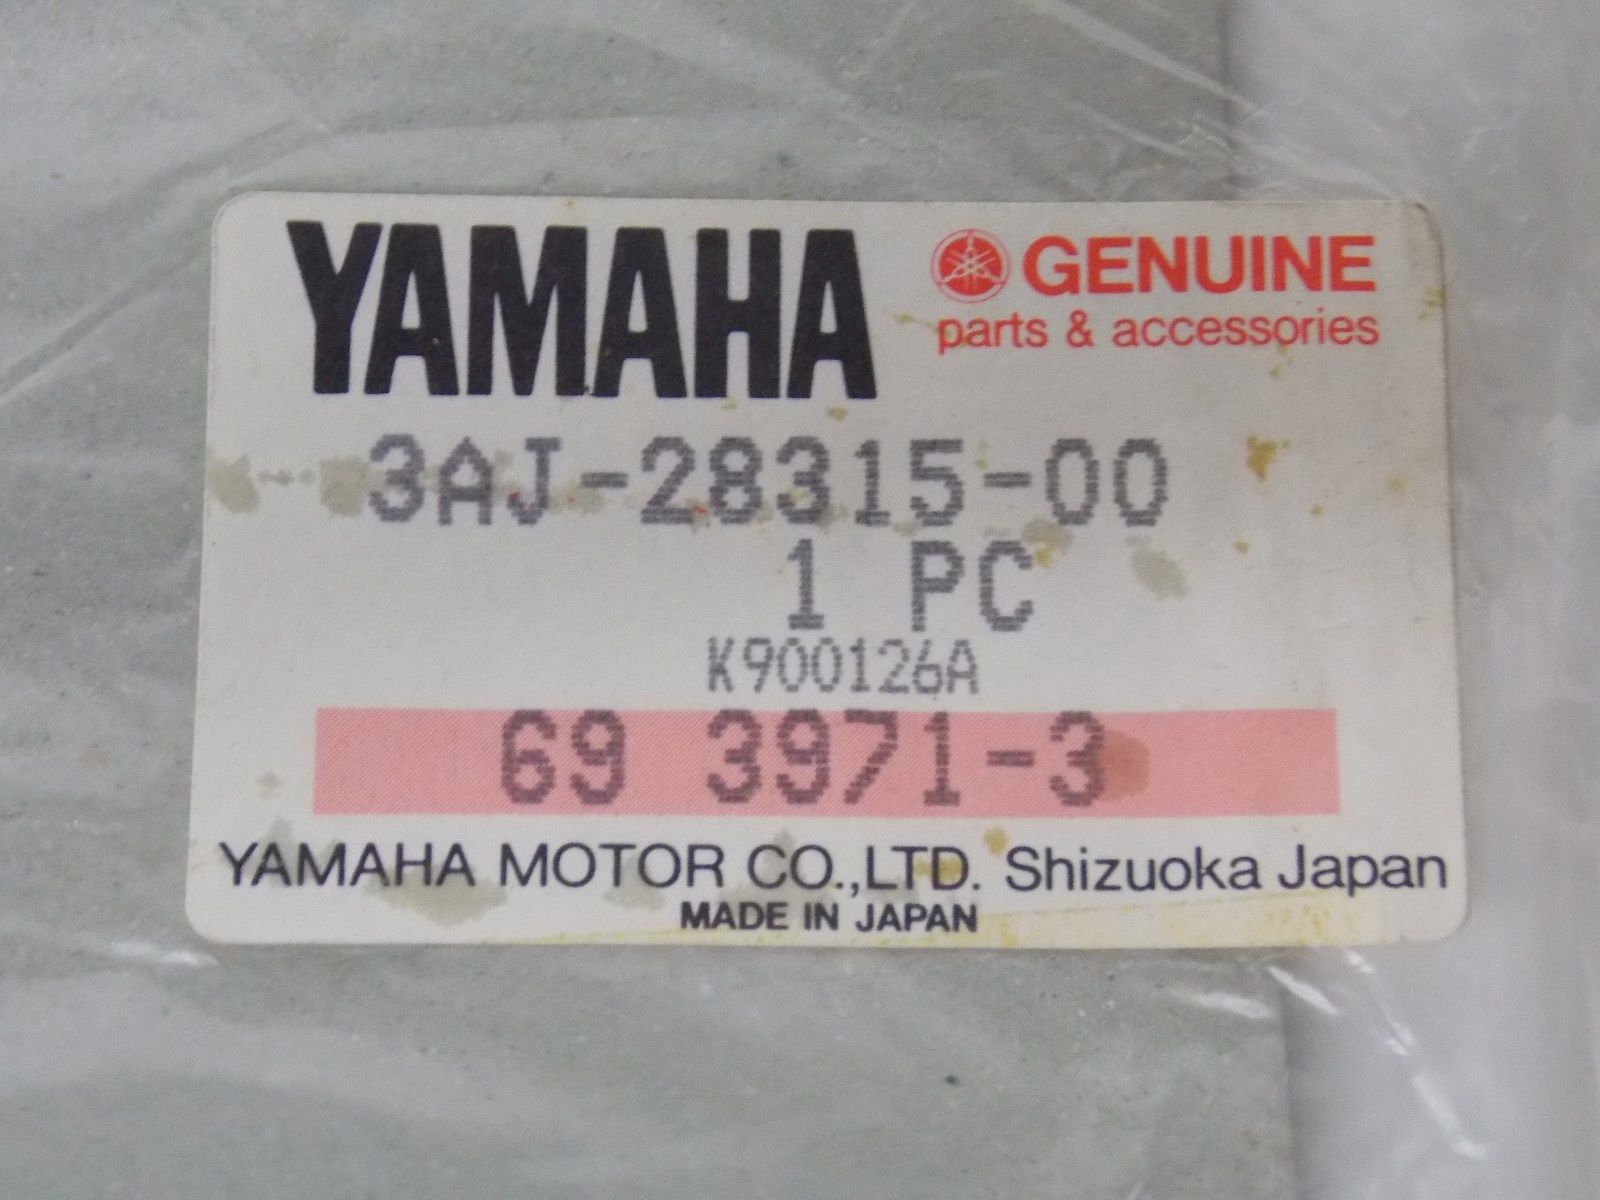 YAMAHA
GENUINE
parts & accessories
3AJ-28315-00
1 PC
K900126A
69 3971-3
YAMAHA MOTOR CO.,LTD. Shizuoka Japan
MADE IN JAPAN